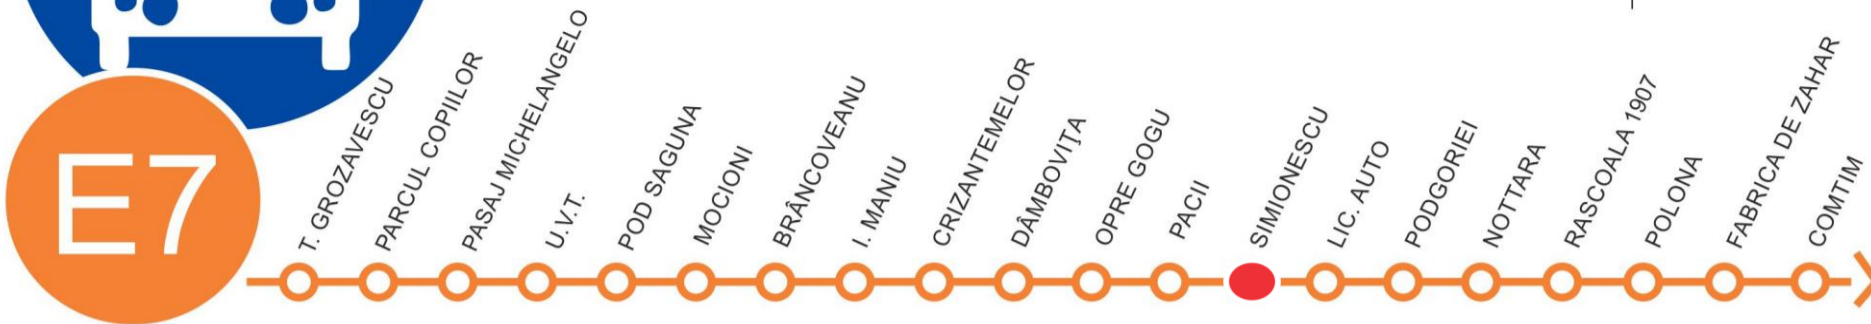 E7
T. GROZAVESCU
PARCUL COPIILOR
PASAJ MICHELANGELO
U.V.T.
POD SAGUNA
MOCIONI
BRÂNCOVEANU
I. MANIU
CRIZANTEMELOR
DÂMBOVIŢA
OPRE GOGU
PACII
SIMIONESCU
LIC. AUTO
PODGORIEI
NOTTARA
RASCOALA 1907
POLONA
FABRICA DE ZAHAR
COMTIM